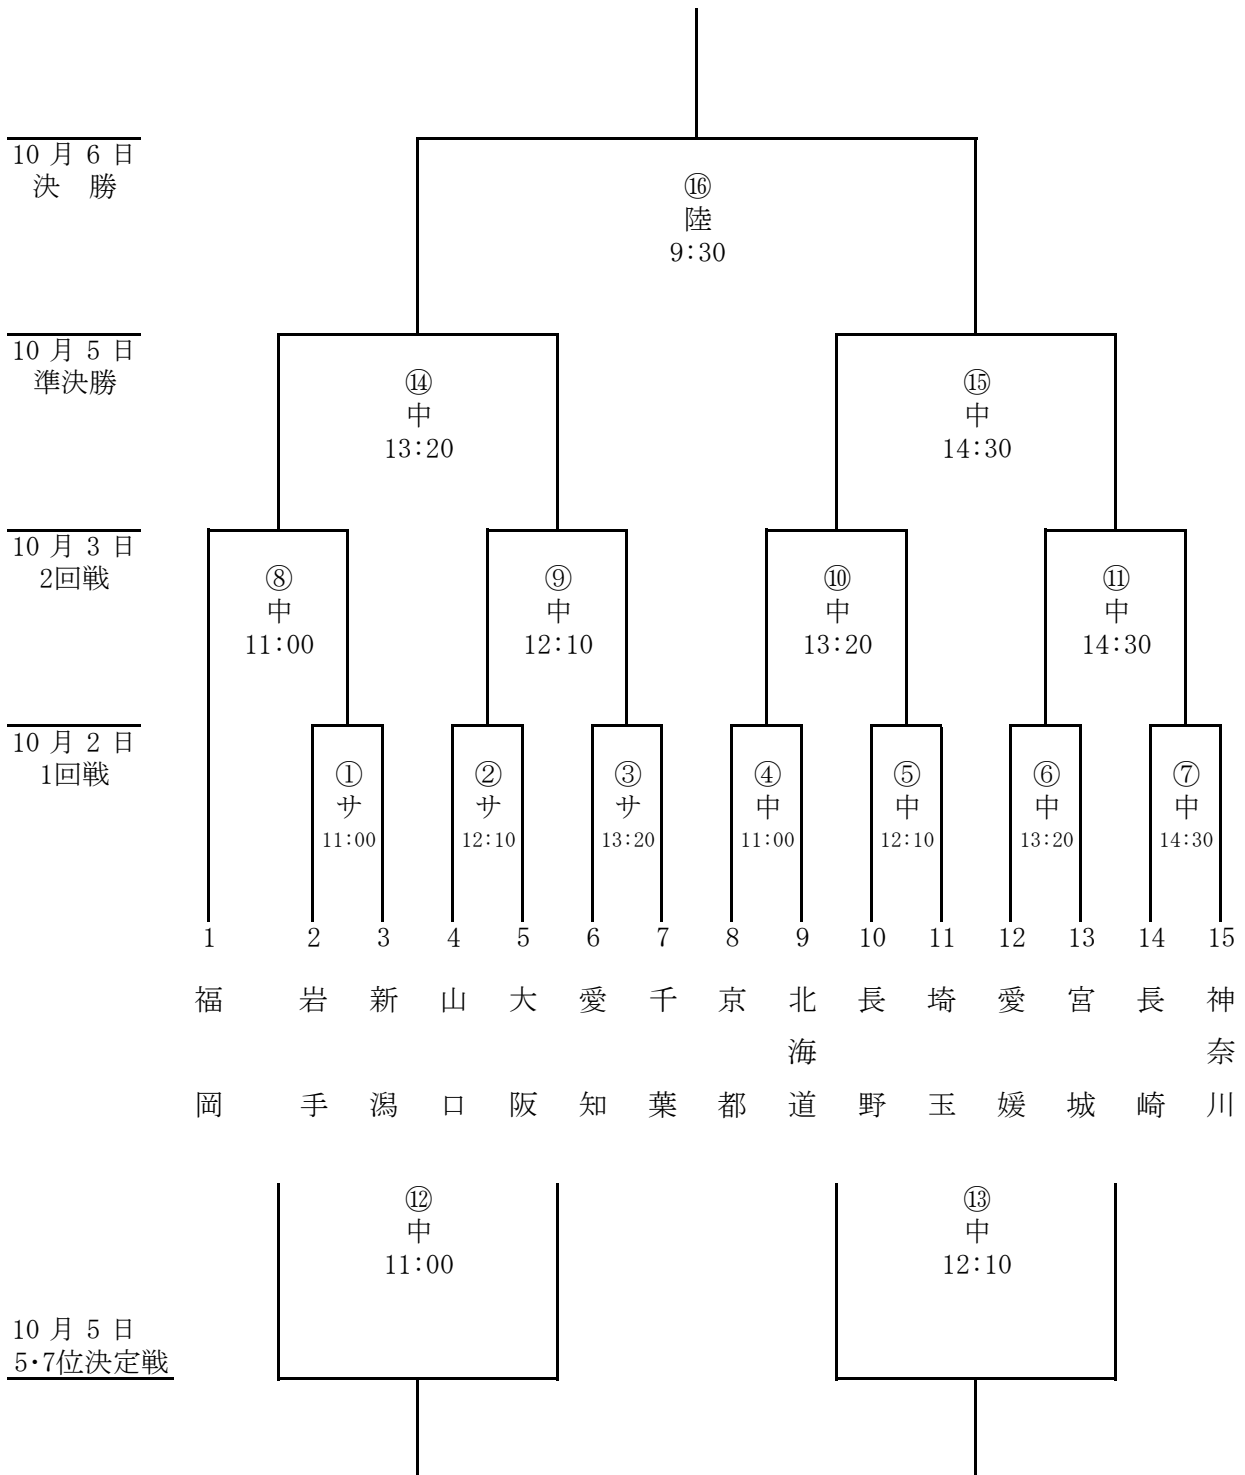 10 月 6 日
決　勝
⑯
陸
9:30
10 月 5 日
準決勝
⑭
中
13:20
⑮
中
14:30
10 月 3 日
2回戦
⑧
中
11:00
⑨
中
12:10
⑩
中
13:20
⑪
中
14:30
10 月 2 日
1回戦
①
サ
11:00
②
サ
12:10
③
サ
13:20
④
中
11:00
⑤
中
12:10
⑥
中
13:20
⑦
中
14:30
1 2 3 4 5 6 7 8 9 10 11 12 13 14 15
福岡
岩手
新潟
山口
大阪
愛知
千葉
京都
北海道
長野
埼玉
愛媛
宮城
長崎
神奈川
⑫
中
11:00
⑬
中
12:10
10 月 5 日
5・7位決定戦